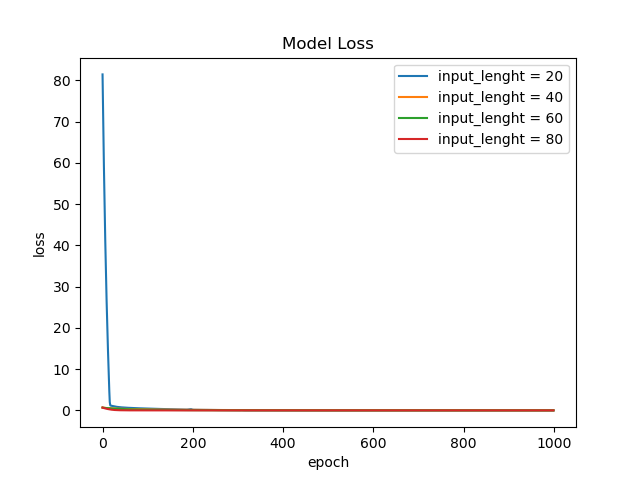 Model Loss
input_lenght = 20
input_lenght = 40
input_lenght = 60
input_lenght = 80
80
70
60
50
40
30
20
10
0
loss
0 200 400 600 800 1000
epoch